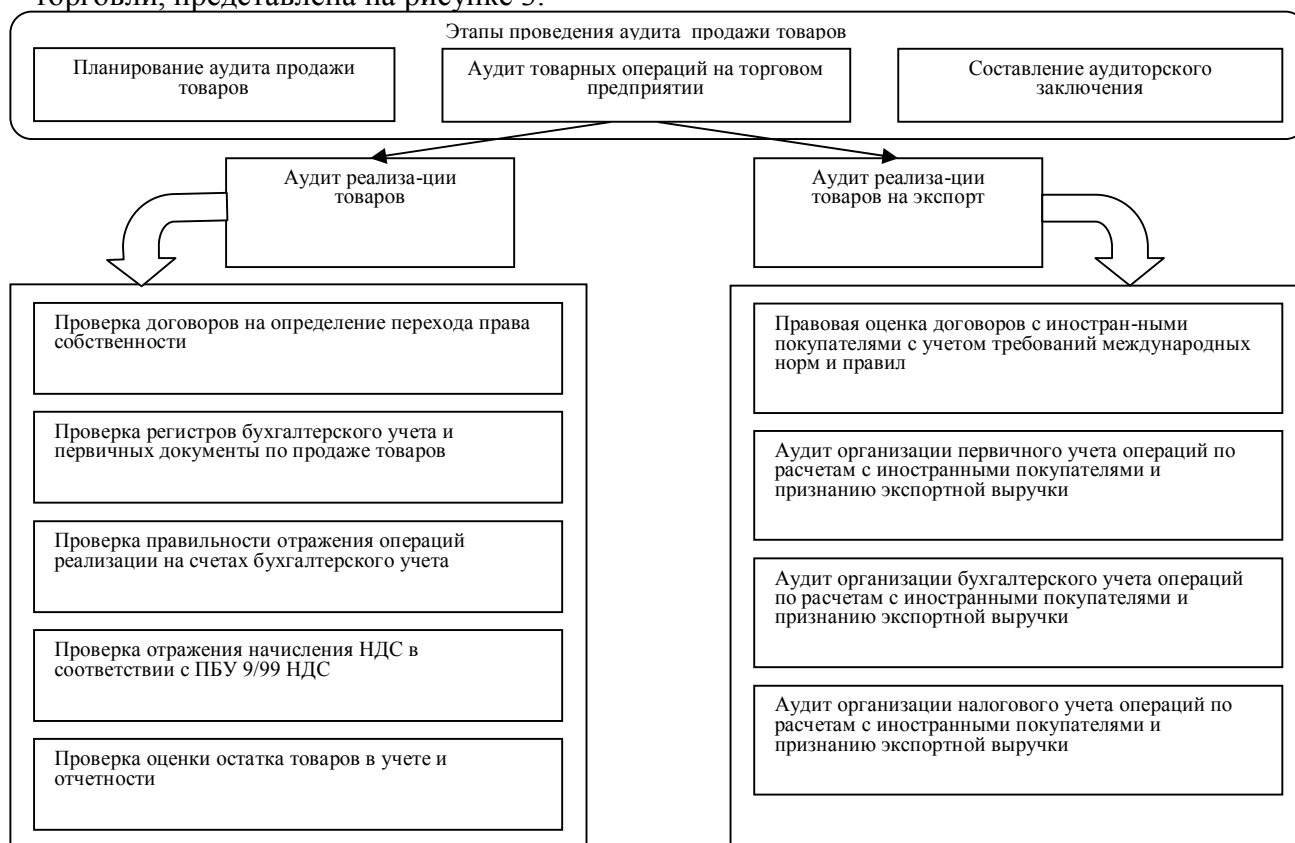 торговли, представлена на рисунке 3.
Этапы проведения аудита продажи товаров
Планирование аудита продажи
товаров
Аудит товарных операций на торговом
предприятии
Составление аудиторского
заключения
Аудит реализа-ции
товаров
Аудит реализа-ции
товаров на экспорт
Проверка договоров на определение перехода права
собственности
Проверка регистров бухгалтерского учета и
первичных документы по продаже товаров
Проверка правильности отражения операций
реализации на счетах бухгалтерского учета
Проверка отражения начисления НДС в
соответствии с ПБУ 9/99 НДС
Проверка оценки остатка товаров в учете и
отчетности
Правовая оценка договоров с иностран-ными
покупателями с учетом требований международных
норм и правил
Аудит организации первичного учета операций по
расчетам с иностранными покупателями и
признанию экспортной выручки
Аудит организации бухгалтерского учета операций
по расчетам с иностранными покупателями и
признанию экспортной выручки
Аудит организации налогового учета операций по
расчетам с иностранными покупателями и
признанию экспортной выручки